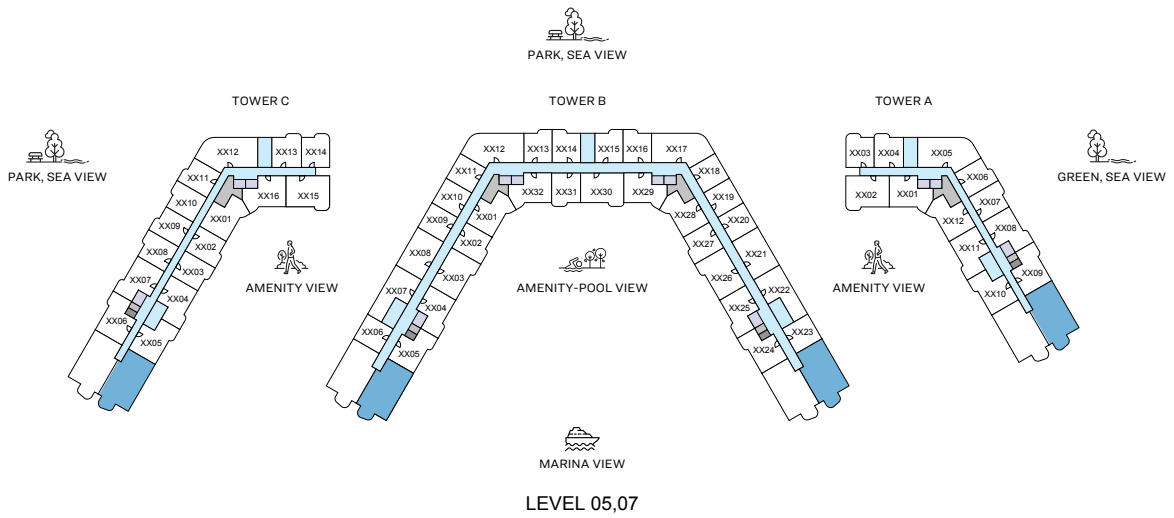 PARK, SEA VIEW
TOWER C
TOWER B
TOWER A
PARK, SEA VIEW
GREEN, SEA VIEW
XX12
XX13
XX14
XX11
XX10
XX09
XX08
XX07
XX06
XX16
XX15
XX01
XX02
XX03
XX04
XX05
AMENITY VIEW
XX12
XX13
XX14
XX15
XX16
XX17
XX11
XX10
XX09
XX08
XX07
XX06
XX32
XX31
XX30
XX29
XX01
XX02
XX03
XX04
XX05
XX18
XX19
XX20
XX21
XX22
XX23
XX28
XX27
XX26
XX25
XX24
AMENITY-POOL VIEW
XX03
XX04
XX05
XX02
XX01
XX06
XX07
XX08
XX09
XX12
XX11
XX10
AMENITY VIEW
MARINA VIEW
LEVEL 05,07